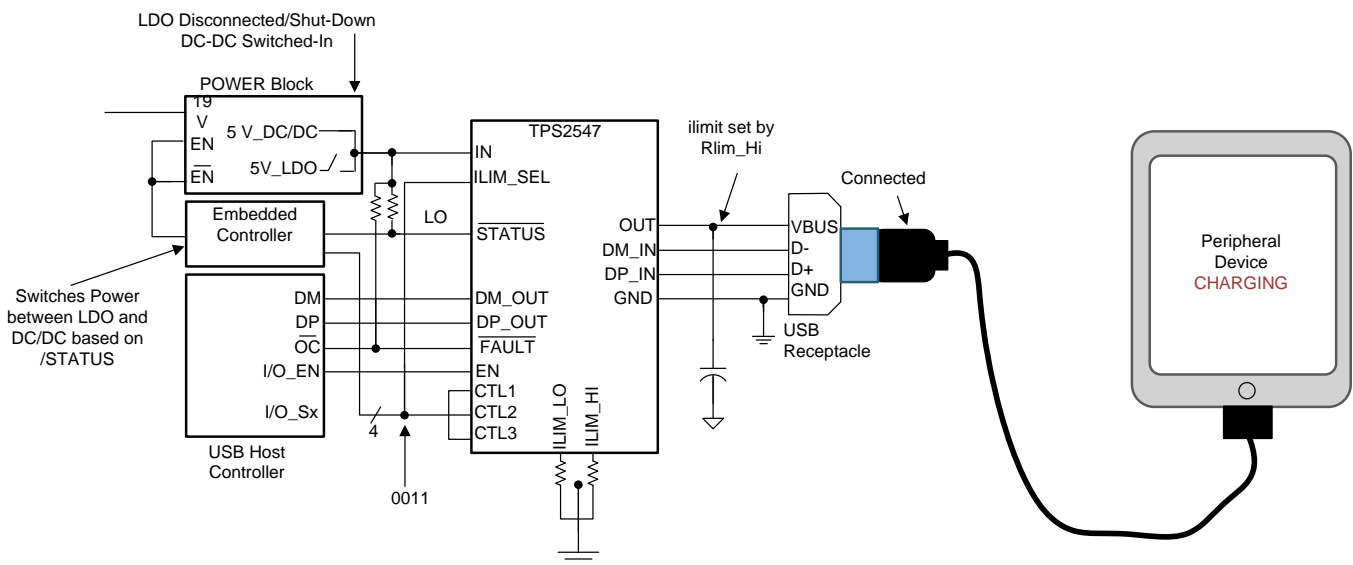 LDO Disconnected/Shut-Down
DC-DC Switched-In
POWER Block
19
V
EN
EN
5 V_DC/DC
5V_LDO
Embedded
Controller
Switches Power
between LDO and
DC/DC based on
/STATUS
DM
DP
OC
I/O_EN
I/O_Sx
USB Host
Controller
LO
4
0011
TPS2547
IN
ILIM_SEL
STATUS
DM_OUT
DP_OUT
FAULT
EN
CTL1
CTL2
CTL3
ILIM_LO
ILIM_HI
OUT
DM_IN
DP_IN
GND
ilimit set by
Rlim_Hi
VBUS
D-
D+
GND
USB
Receptacle
Connected
Peripheral
Device
CHARGING